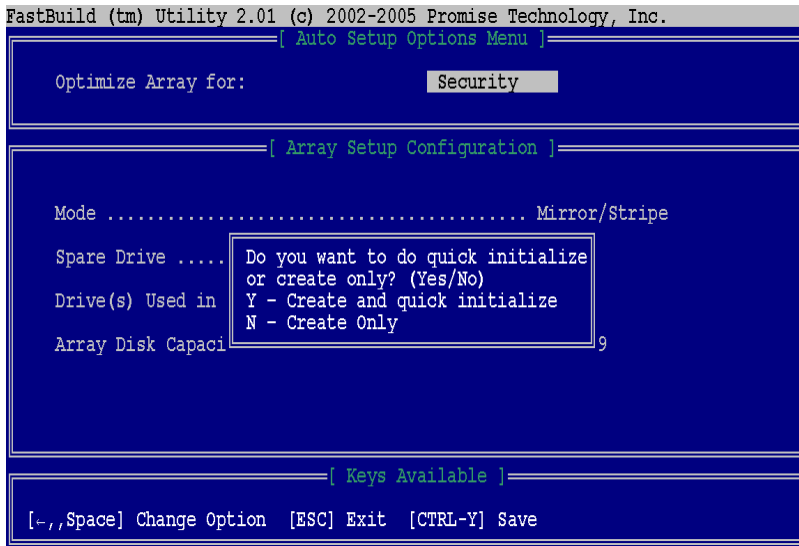 FastBuild (tm) Utility 2.01 (c) 2002-2005 Promise Technology, Inc.
[ Auto Setup Options Menu ]
Optimize Array for: Security
[ Array Setup Configuration ]
Mode .......................................... Mirror/Stripe
Spare Drive .....
Drive(s) Used in
Array Disk Capaci 9
Do you want to do quick initialize
or create only? (Yes/No)
Y - Create and quick initialize
N - Create Only
[ Keys Available ]
[←,,Space] Change Option [ESC] Exit [CTRL-Y] Save